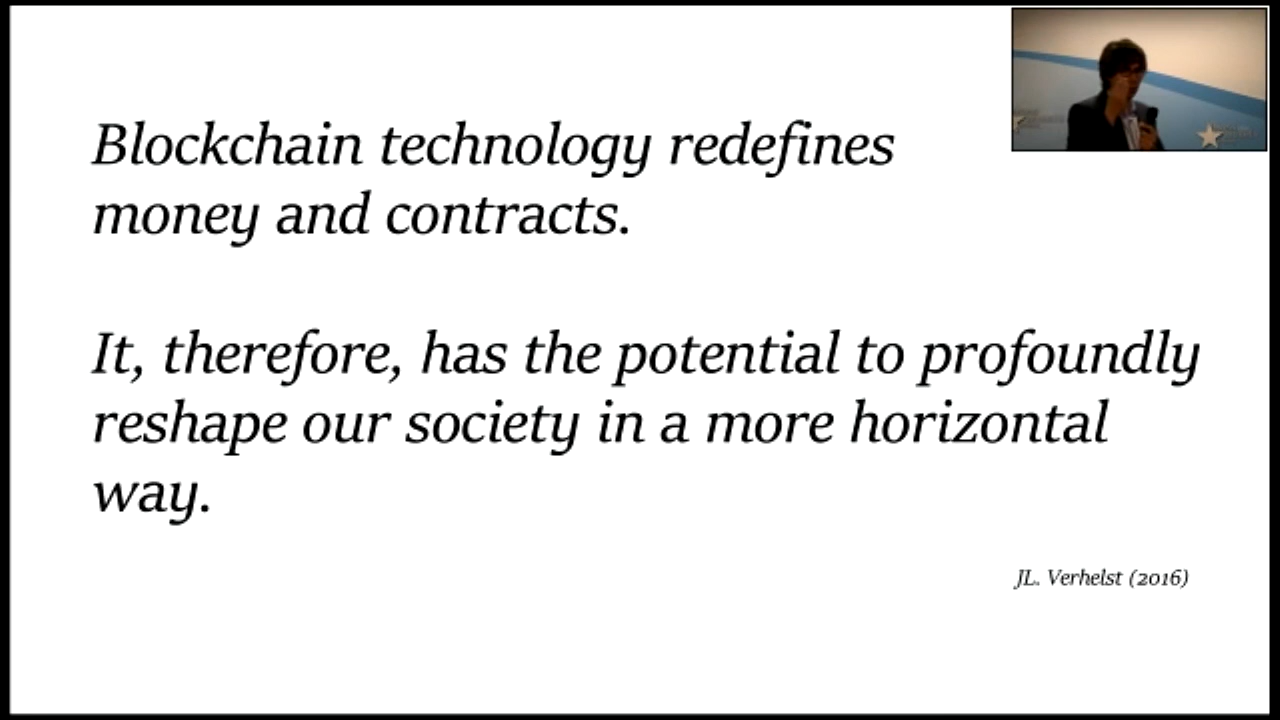 Blockchain technology redefines
money and contracts.
It, therefore, has the potential to profoundly
reshape our society in a more horizontal
way.
JL. Verhelst (2016)